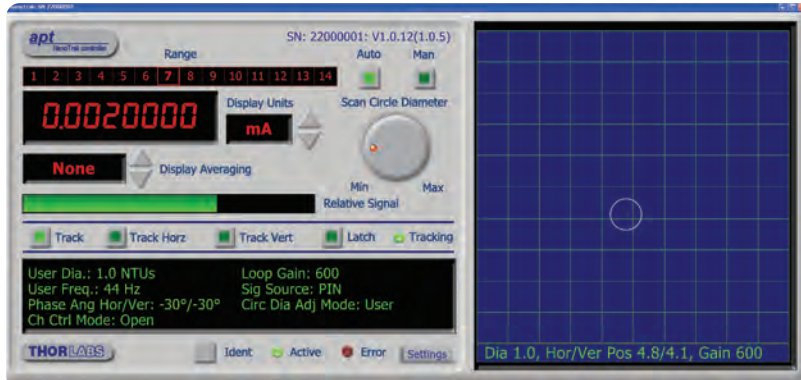 NanoTrak SN 22000001
apt
NanoTrak controller
SN: 22000001: V1.0.12(1.0.5)
Range
Auto Man
1 2 3 4 5 6 7 8 9 10 11 12 13 14
0.0020000
Display Units
mA
Scan Circle Diameter
None
Display Averaging
Min Max
Relative Signal
Track Track Horz Track Vert Latch Tracking
User Dia.: 1.0 NTUs Loop Gain: 600
User Freq.: 44 Hz Sig Source: PIN
Phase Ang Hor/Ver: -30°/-30° Circ Dia Adj Mode: User
Ch Ctrl Mode: Open
THORLABS
Ident Active Error Settings
Dia 1.0, Hor/Ver Pos 4.8/4.1, Gain 600